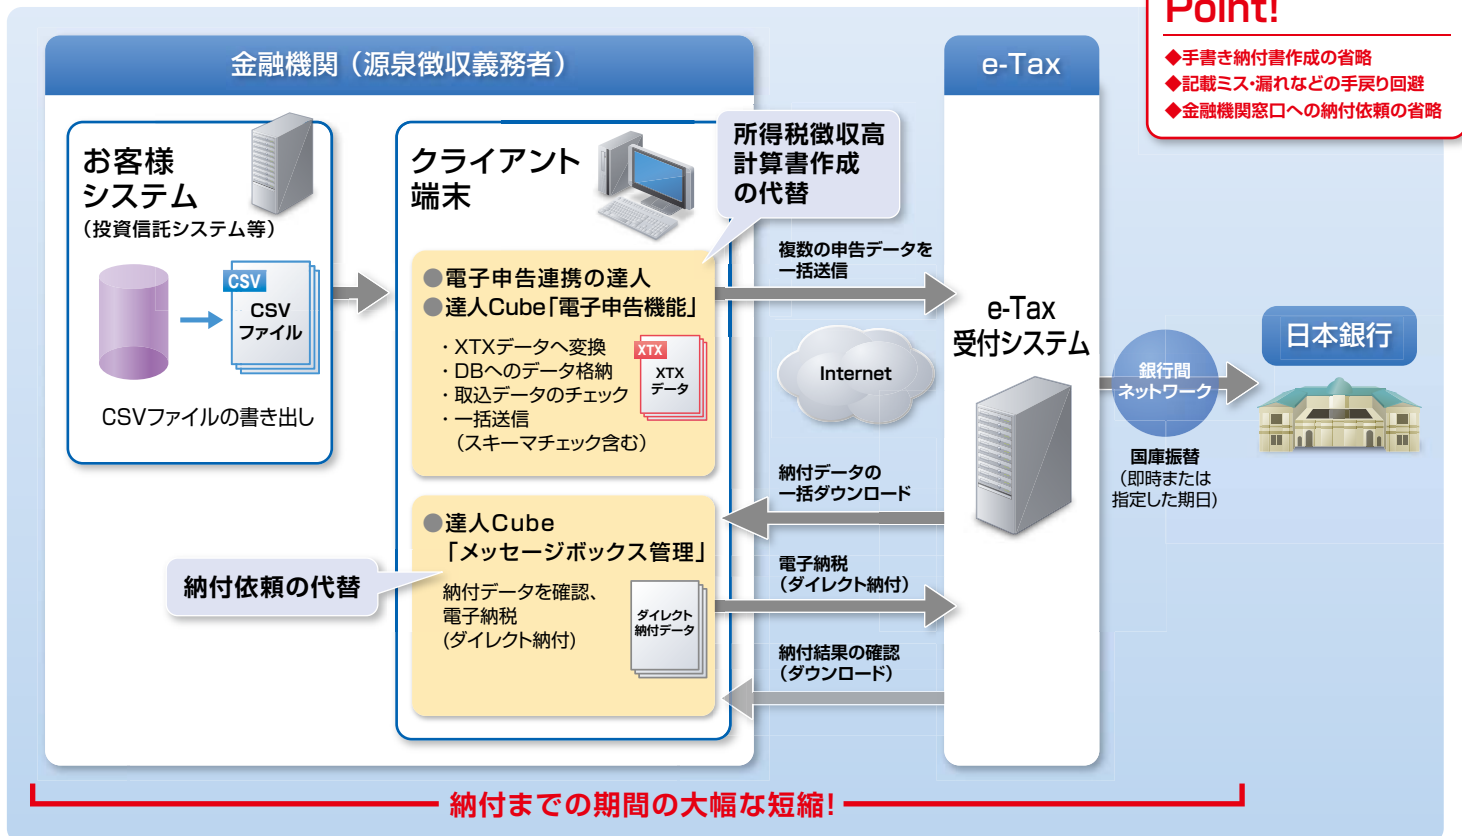 Point!
◆手書き納付書作成の省略
◆記載ミス・漏れなどの手戻り回避
◆金融機関窓口への納付依頼の省略
金融機関（源泉徴収義務者）
e-Tax
お客様
システム
（投資信託システム等）
CSV
CSV
ファイル
CSVファイルの書き出し
クライアント
端末
所得税徴収高
計算書作成
の代替
●電子申告連携の達人
●達人Cube「電子申告機能」
・XTXデータへ変換
・DBへのデータ格納
・取込データのチェック
・一括送信
（スキーマチェック含む）
XTX
XTX
データ
●達人Cube
「メッセージボックス管理」
納付データを確認、
電子納税
(ダイレクト納付)
ダイレクト
納付データ
納付依頼の代替
複数の申告データを
一括送信
Internet
納付データの
一括ダウンロード
電子納税
（ダイレクト納付）
納付結果の確認
（ダウンロード）
e-Tax
受付システム
銀行間
ネットワーク
国庫振替
（即時または
指定した期日）
日本銀行
納付までの期間の大幅な短縮!